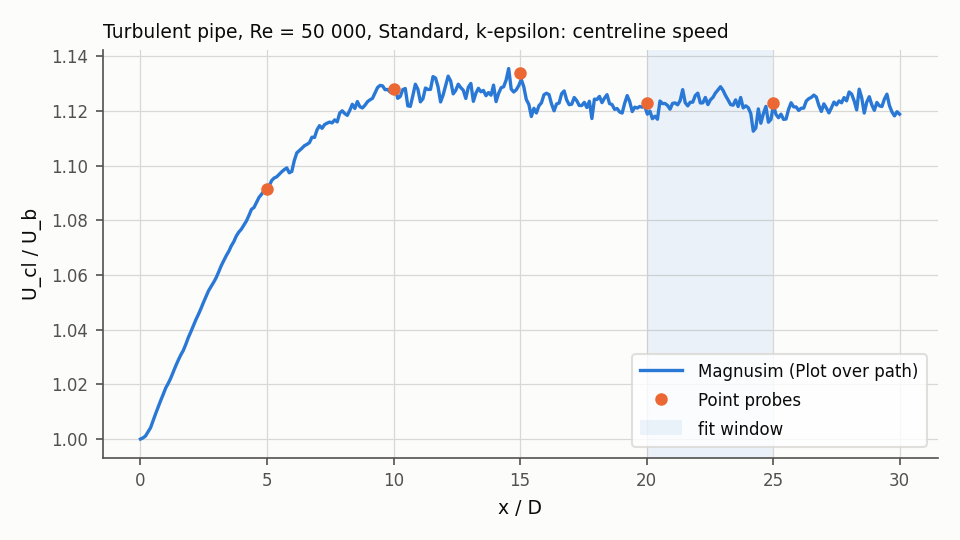 Turbulent pipe, Re = 50 000, Standard, k-epsilon: centreline speed
1.14
1.12
1.10
1.08
1.06
1.04
1.02
1.00
U_cl / U_b
Magnusim (Plot over path)
Point probes
fit window
0 5 10 15 20 25 30
x / D